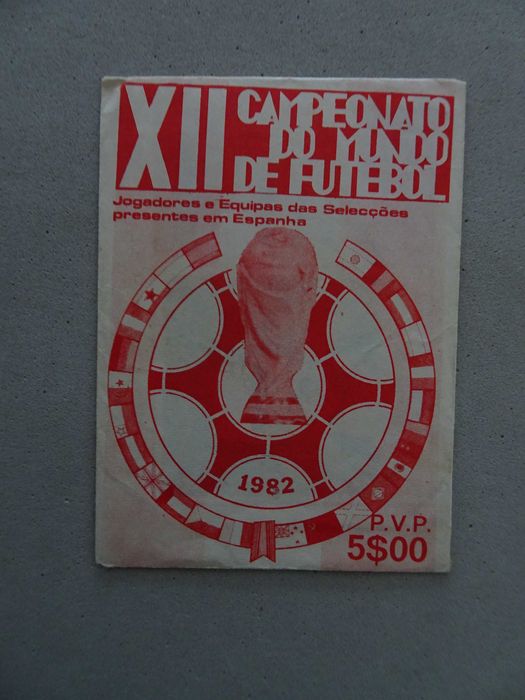 XII CAMPEONATO
DO MUNDO
DE FUTEBOL
Jogadores e Equipas das Selecções
presentes em Espanha
1982
P.V.P.
5$00